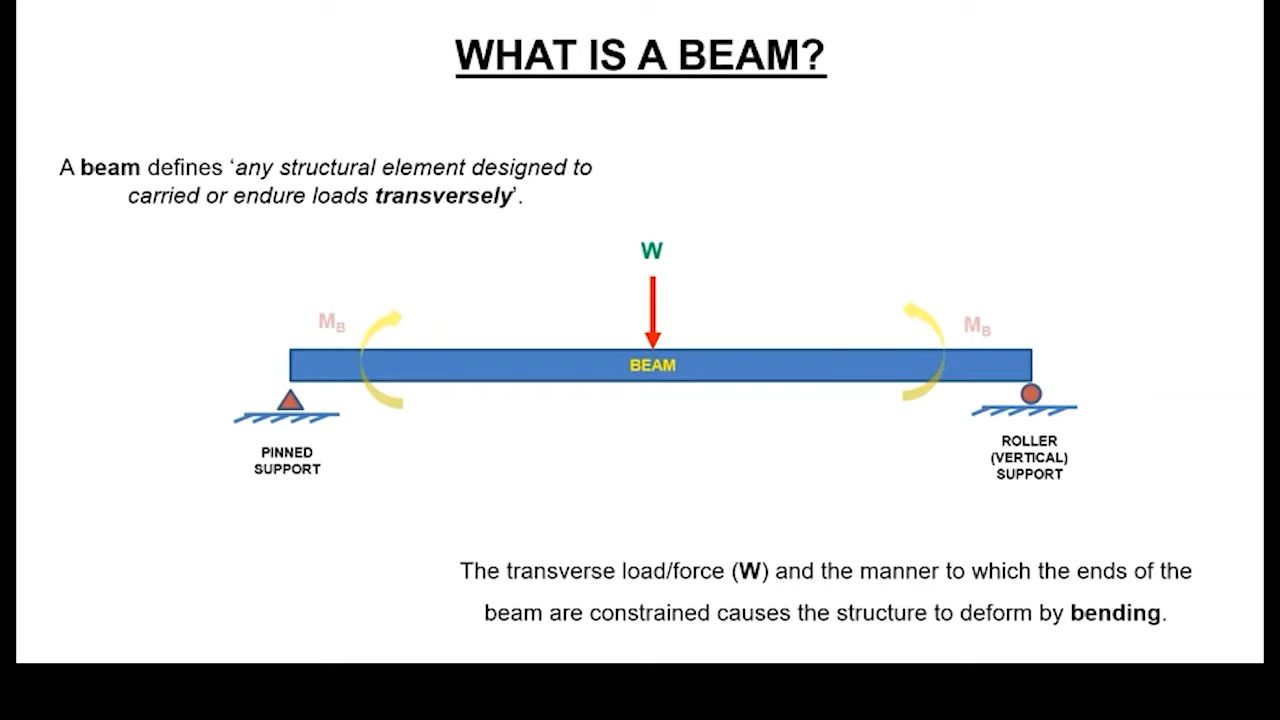 WHAT IS A BEAM?
A beam defines ‘any structural element designed to
carried or endure loads transversely’.
W
MB
MB
BEAM
PINNED
SUPPORT
ROLLER
(VERTICAL)
SUPPORT
The transverse load/force (W) and the manner to which the ends of the
beam are constrained causes the structure to deform by bending.